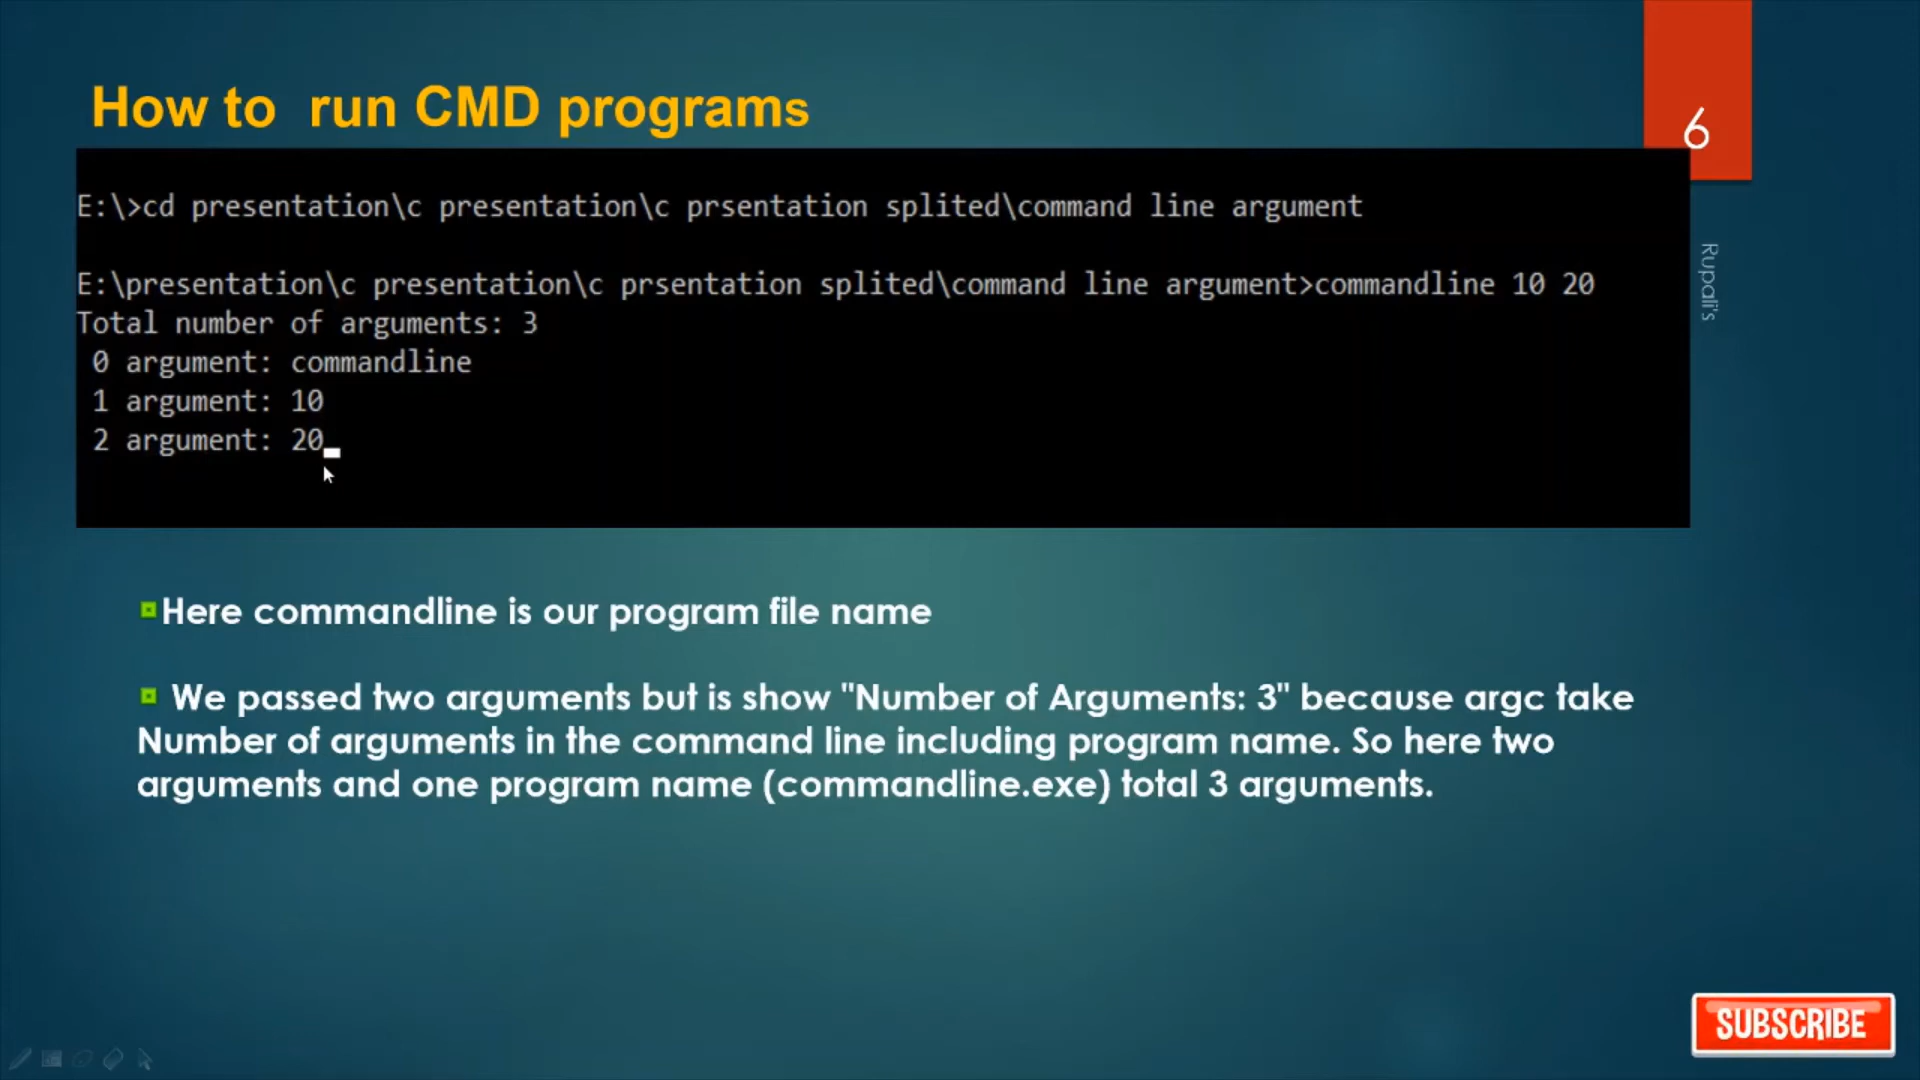 How to run CMD programs
6
E:\>cd presentation\c presentation\c prsentation splited\command line argument
E:\presentation\c presentation\c prsentation splited\command line argument>commandline 10 20
Total number of arguments: 3
0 argument: commandline
1 argument: 10
2 argument: 20
Rupali's
Here commandline is our program file name
We passed two arguments but is show "Number of Arguments: 3" because argc take
Number of arguments in the command line including program name. So here two
arguments and one program name (commandline.exe) total 3 arguments.
SUBSCRIBE